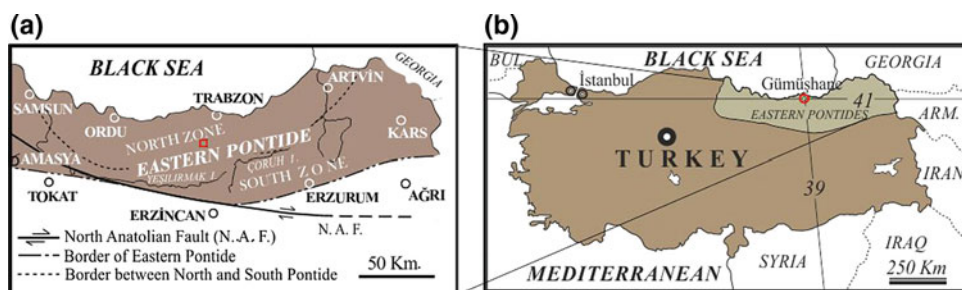 (a)
BLACK SEA
GEORGIA
ARTVİN
SAMSUN
TRABZON
ORDU
NORTH ZONE
KARS
EASTERN PONTIDE
AMASYA
YEŞILIRMAK I.
ÇORUH I.
SOUTH ZONE
TOKAT
ERZURUM
AĞRI
ERZİNCAN
N. A. F.
North Anatolian Fault (N. A. F.)
Border of Eastern Pontide
Border between North and South Pontide
50 Km.
(b)
BUL
BLACK SEA
GEORGIA
İstanbul
Gümüşhane
41
ARM.
EASTERN PONTIDES
TURKEY
IRAN
39
MEDITERRANEAN
SYRIA
IRAQ
250 Km